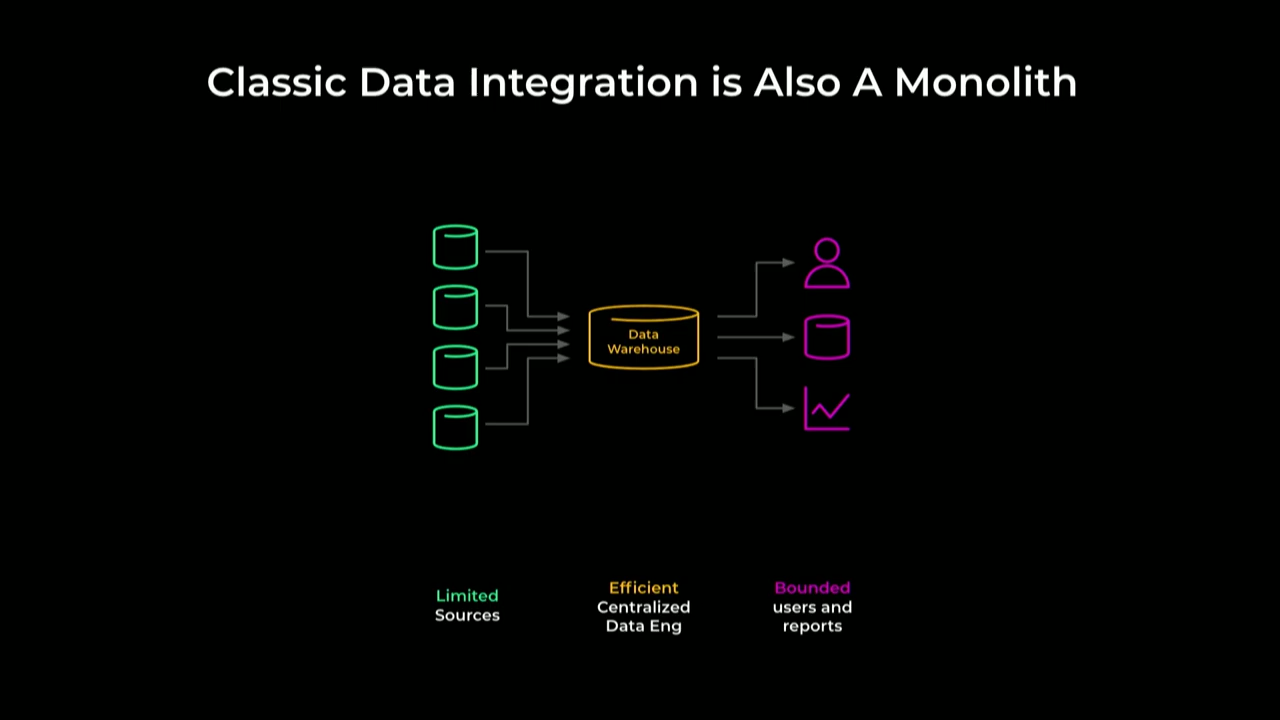 Classic Data Integration is Also A Monolith
Data
Warehouse
Limited
Sources
Efficient
Centralized
Data Eng
Bounded
users and
reports